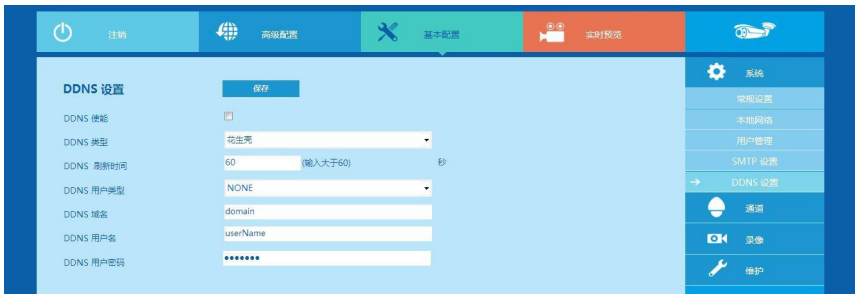 注销
高级配置
基本配置
实时预览
DDNS 设置
保存
DDNS 使能
DDNS 类型
花生壳
DDNS 刷新时间
60
(输入大于60)
秒
DDNS 用户类型
NONE
DDNS 域名
domain
DDNS 用户名
userName
DDNS 用户密码
系统
常规设置
本地网络
用户管理
SMTP 设置
DDNS 设置
通道
录像
维护